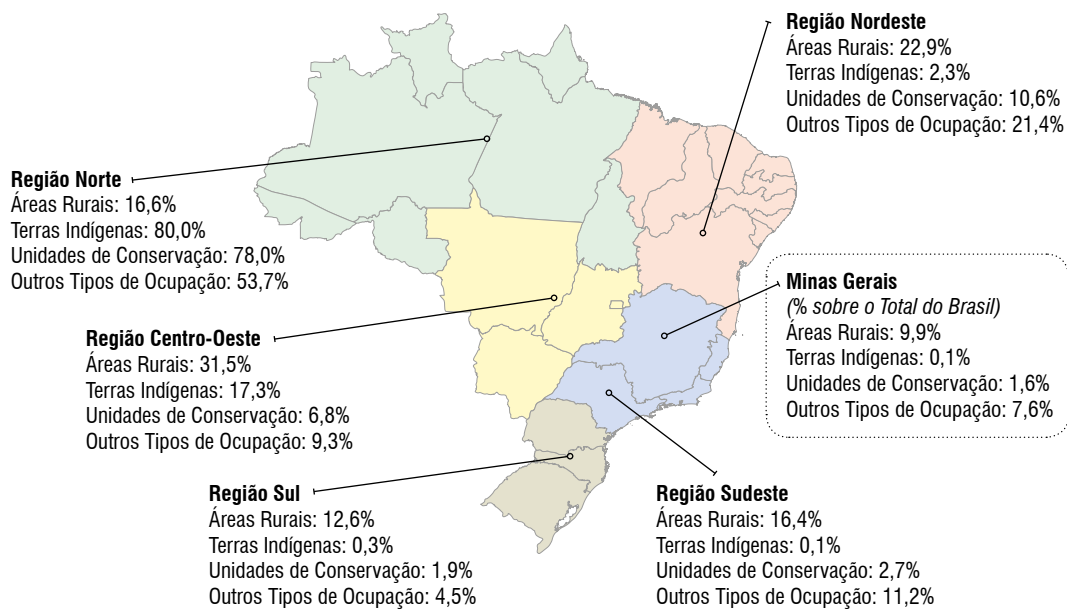 Região Nordeste
Áreas Rurais: 22,9%
Terras Indígenas: 2,3%
Unidades de Conservação: 10,6%
Outros Tipos de Ocupação: 21,4%
Região Norte
Áreas Rurais: 16,6%
Terras Indígenas: 80,0%
Unidades de Conservação: 78,0%
Outros Tipos de Ocupação: 53,7%
Minas Gerais
(% sobre o Total do Brasil)
Áreas Rurais: 9,9%
Terras Indígenas: 0,1%
Unidades de Conservação: 1,6%
Outros Tipos de Ocupação: 7,6%
Região Centro-Oeste
Áreas Rurais: 31,5%
Terras Indígenas: 17,3%
Unidades de Conservação: 6,8%
Outros Tipos de Ocupação: 9,3%
Região Sul
Áreas Rurais: 12,6%
Terras Indígenas: 0,3%
Unidades de Conservação: 1,9%
Outros Tipos de Ocupação: 4,5%
Região Sudeste
Áreas Rurais: 16,4%
Terras Indígenas: 0,1%
Unidades de Conservação: 2,7%
Outros Tipos de Ocupação: 11,2%